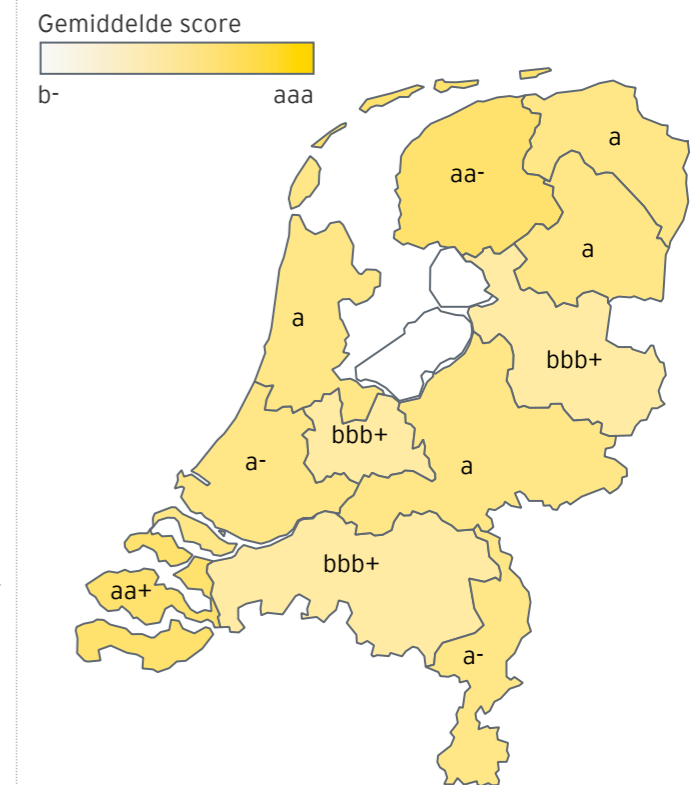 Gemiddelde score
b- aaa
a
aa-
a
a
bbb+
bbb+
a-
a
bbb+
aa+
a-